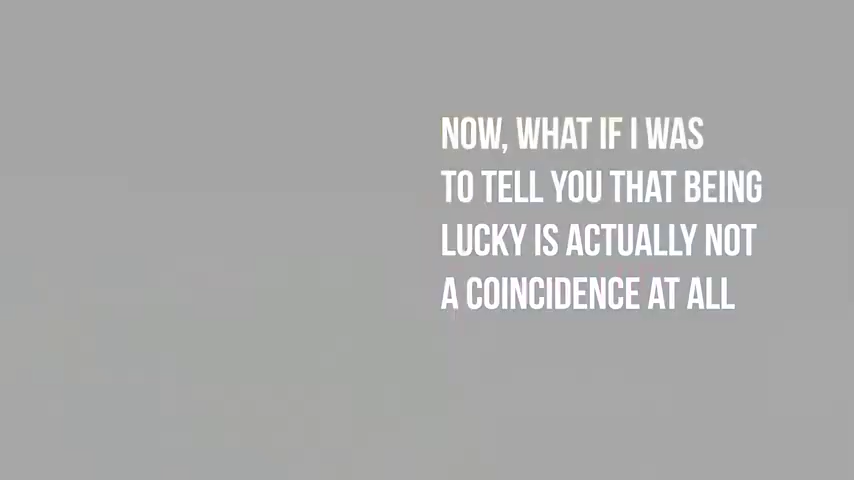 NOW, WHAT IF I WAS
TO TELL YOU THAT BEING
LUCKY IS ACTUALLY NOT
A COINCIDENCE AT ALL